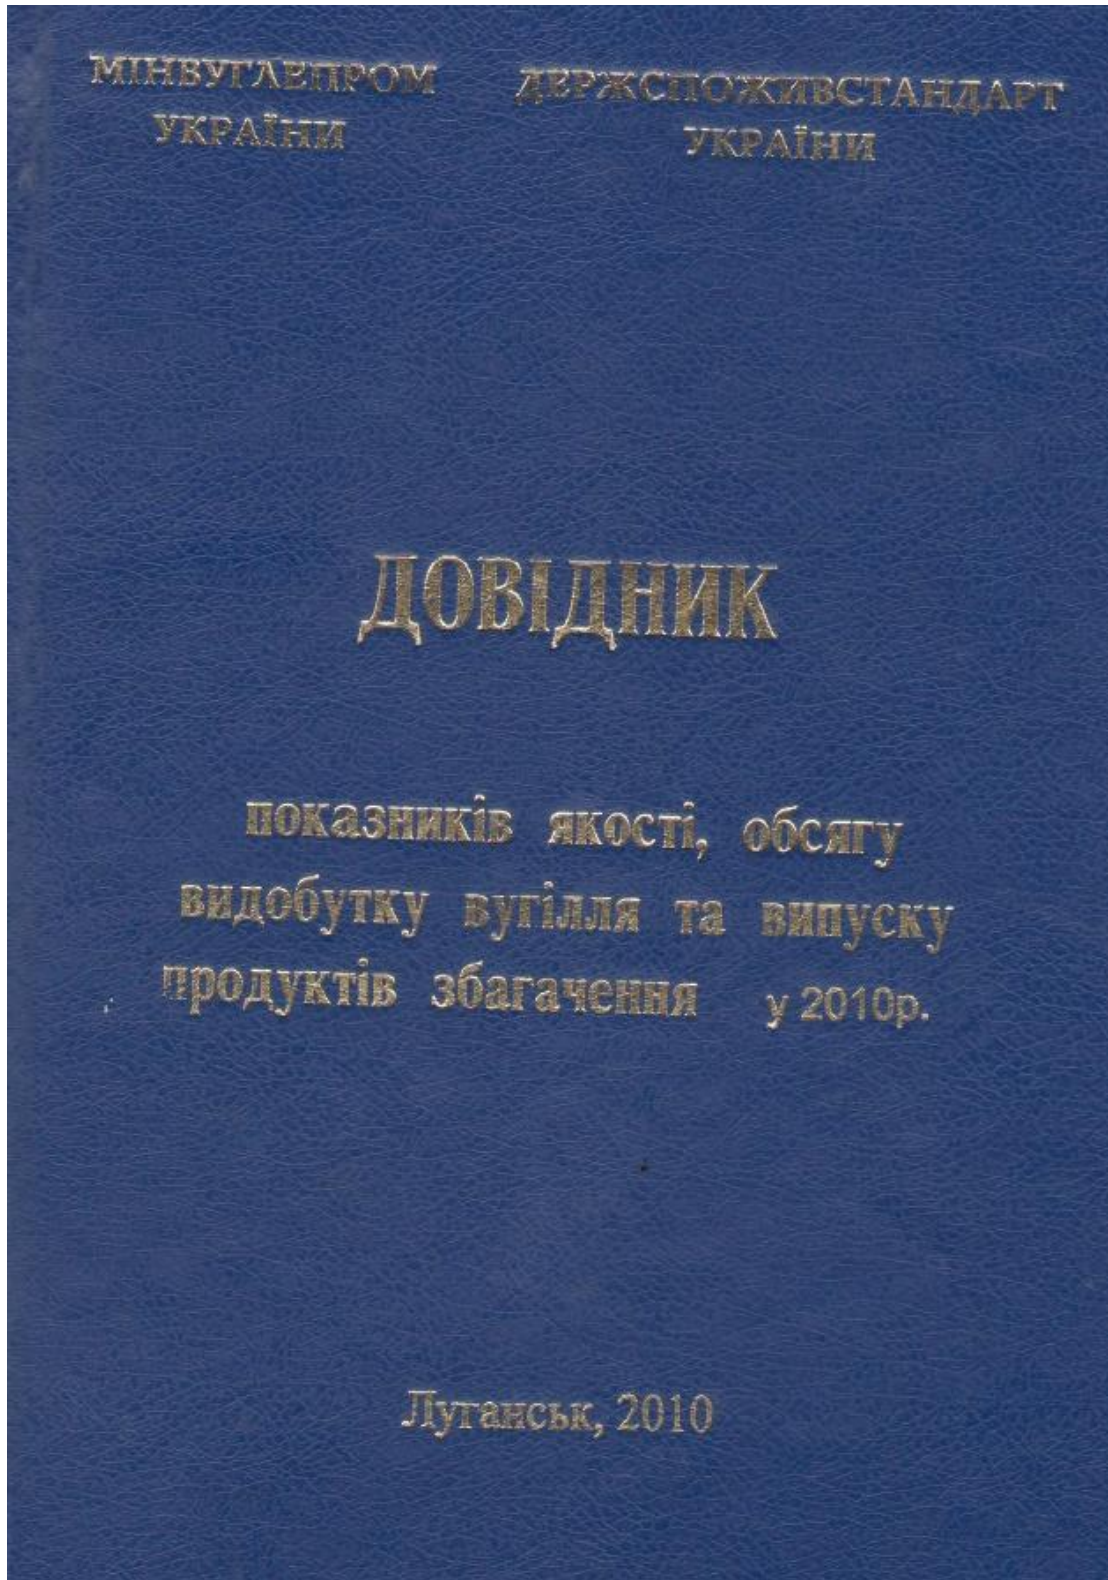 МІНВУГЛЕПРОМ ДЕРЖСПОЖИВСТАНДАРТ
УКРАЇНИ УКРАЇНИ
ДОВІДНИК
показників якості, обсягу
видобутку вугілля та випуску
продуктів збагачення у 2010р.
Луганськ, 2010